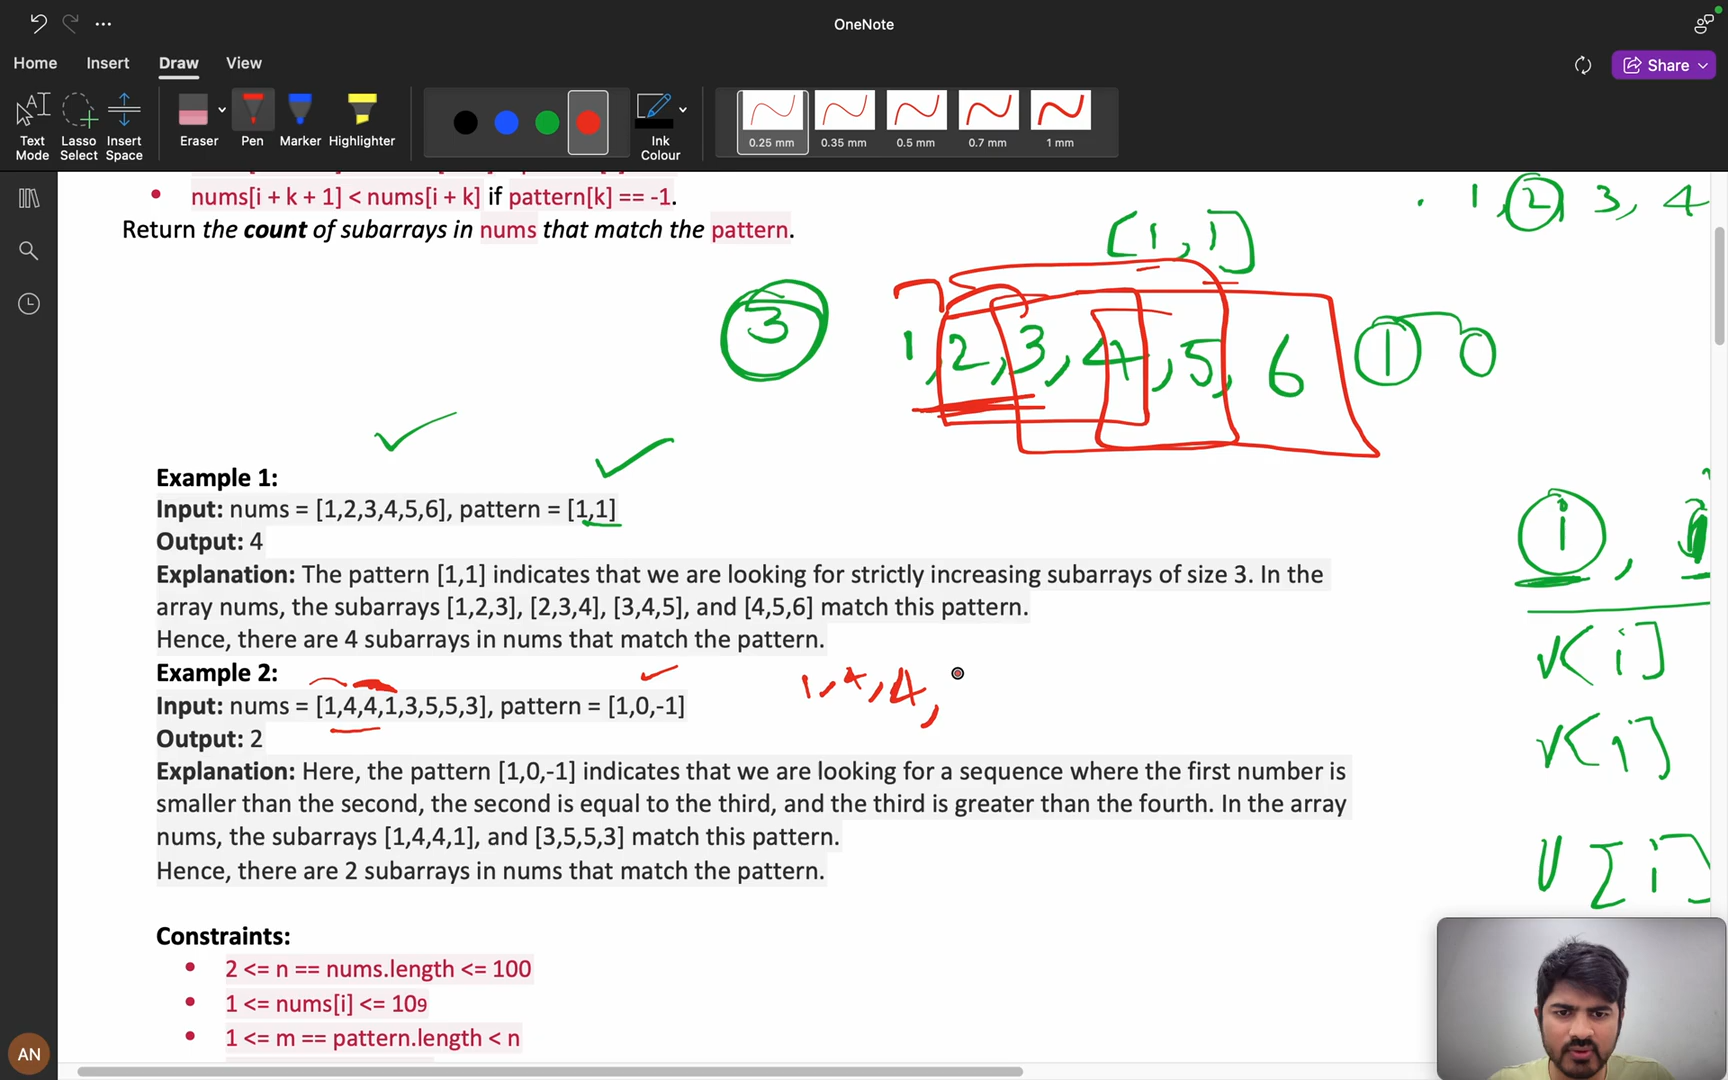 OneNote
Home Insert Draw View
Share
Text Mode
Lasso Select
Insert Space
Eraser
Pen
Marker
Highlighter
Ink Colour
0.25 mm
0.35 mm
0.5 mm
0.7 mm
1 mm
nums[i + k + 1] < nums[i + k] if pattern[k] == -1.
Return the count of subarrays in nums that match the pattern.
. 1, 2, 3, 4
[1, 1]
3
1, 2, 3, 4, 5, 6 1 0
Example 1:
Input: nums = [1,2,3,4,5,6], pattern = [1,1]
Output: 4
Explanation: The pattern [1,1] indicates that we are looking for strictly increasing subarrays of size 3. In the
array nums, the subarrays [1,2,3], [2,3,4], [3,4,5], and [4,5,6] match this pattern.
Hence, there are 4 subarrays in nums that match the pattern.
v[i]
Example 2:
1, 4, 4,
Input: nums = [1,4,4,1,3,5,5,3], pattern = [1,0,-1]
Output: 2
v[i]
Explanation: Here, the pattern [1,0,-1] indicates that we are looking for a sequence where the first number is
smaller than the second, the second is equal to the third, and the third is greater than the fourth. In the array
nums, the subarrays [1,4,4,1], and [3,5,5,3] match this pattern.
Hence, there are 2 subarrays in nums that match the pattern.
v[i]
Constraints:
2 <= n == nums.length <= 100
1 <= nums[i] <= 109
1 <= m == pattern.length < n
AN